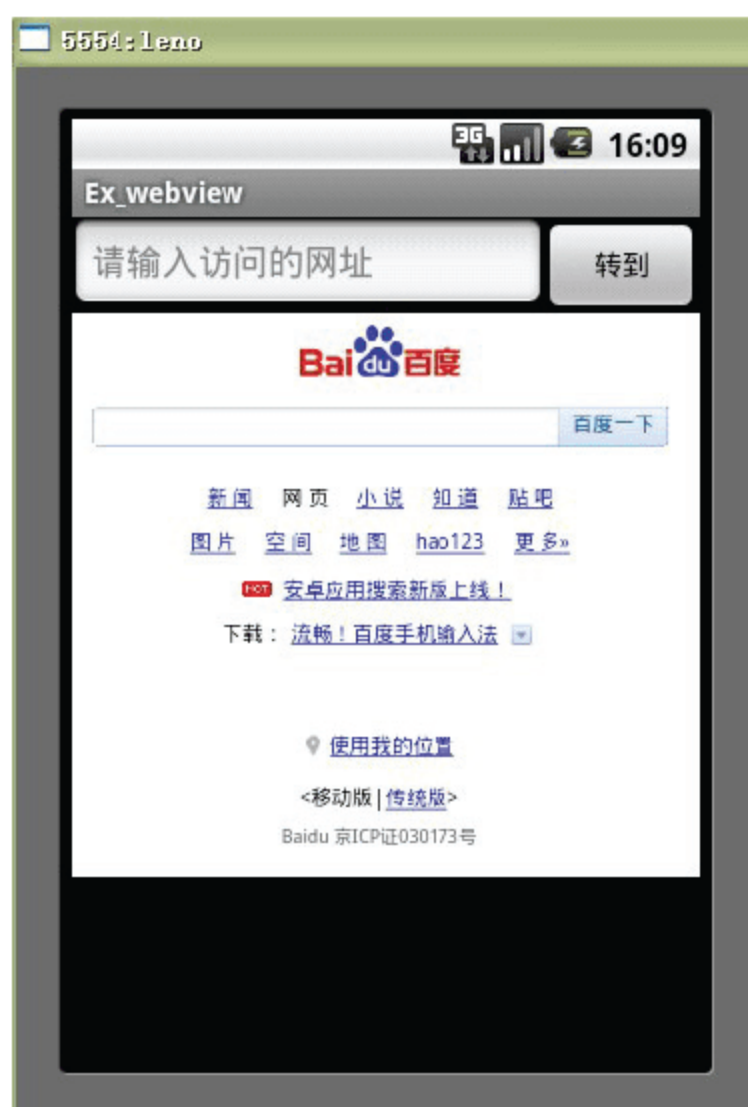 5554:leno
3G 16:09
Ex_webview
请输入访问的网址 转到
Bai du 百度
百度一下
新闻 网页 小说 知道 贴吧
图片 空间 地图 hao123 更多»
HOT 安卓应用搜索新版上线！
下载： 流畅！百度手机输入法
使用我的位置
<移动版|传统版>
Baidu 京ICP证030173号